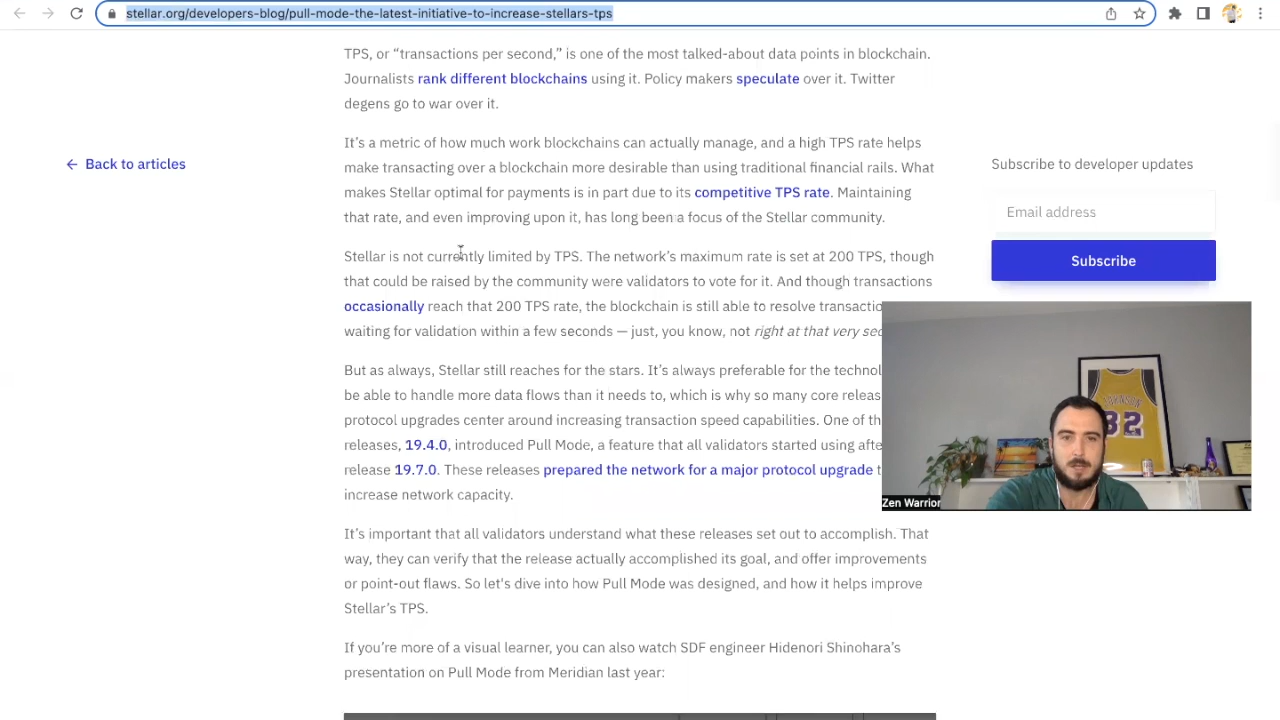 stellar.org/developers-blog/pull-mode-the-latest-initiative-to-increase-stellars-tps
TPS, or “transactions per second,” is one of the most talked-about data points in blockchain.
Journalists rank different blockchains using it. Policy makers speculate over it. Twitter
degens go to war over it.
← Back to articles
It’s a metric of how much work blockchains can actually manage, and a high TPS rate helps
make transacting over a blockchain more desirable than using traditional financial rails. What
makes Stellar optimal for payments is in part due to its competitive TPS rate. Maintaining
that rate, and even improving upon it, has long been a focus of the Stellar community.
Subscribe to developer updates
Email address
Subscribe
Stellar is not currently limited by TPS. The network’s maximum rate is set at 200 TPS, though
that could be raised by the community were validators to vote for it. And though transactions
occasionally reach that 200 TPS rate, the blockchain is still able to resolve
waiting for validation within a few seconds — just, you know, not right at that very
But as always, Stellar still reaches for the stars. It’s always preferable for the
be able to handle more data flows than it needs to, which is why so many core
protocol upgrades center around increasing transaction speed capabilities. One of
releases, 19.4.0, introduced Pull Mode, a feature that all validators started using
release 19.7.0. These releases prepared the network for a major protocol upgrade
increase network capacity.
It’s important that all validators understand what these releases set out to accomplish. That
way, they can verify that the release actually accomplished its goal, and offer improvements
or point-out flaws. So let's dive into how Pull Mode was designed, and how it helps improve
Stellar’s TPS.
If you’re more of a visual learner, you can also watch SDF engineer Hidenori Shinohara’s
presentation on Pull Mode from Meridian last year:
JOHNSON
32
Zen Warrior